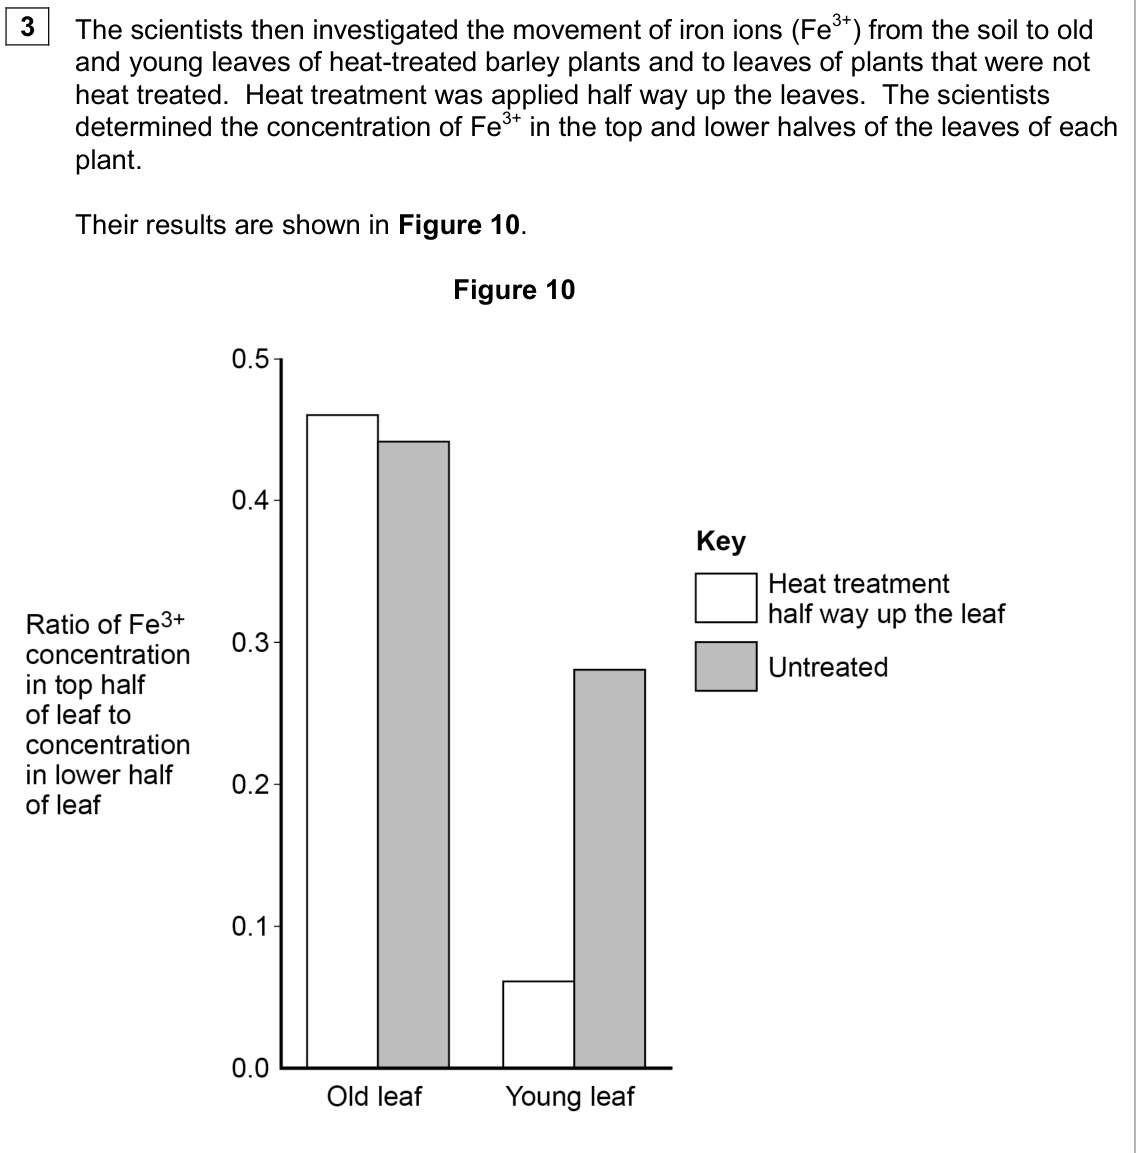 3
The scientists then investigated the movement of iron ions (Fe³⁺) from the soil to old
and young leaves of heat-treated barley plants and to leaves of plants that were not
heat treated.  Heat treatment was applied half way up the leaves.  The scientists
determined the concentration of Fe³⁺ in the top and lower halves of the leaves of each
plant.
Their results are shown in Figure 10.
Figure 10
0.5
0.4
0.3
0.2
0.1
0.0
Ratio of Fe3+
concentration
in top half
of leaf to
concentration
in lower half
of leaf
Old leaf
Young leaf
Key
Heat treatment
half way up the leaf
Untreated